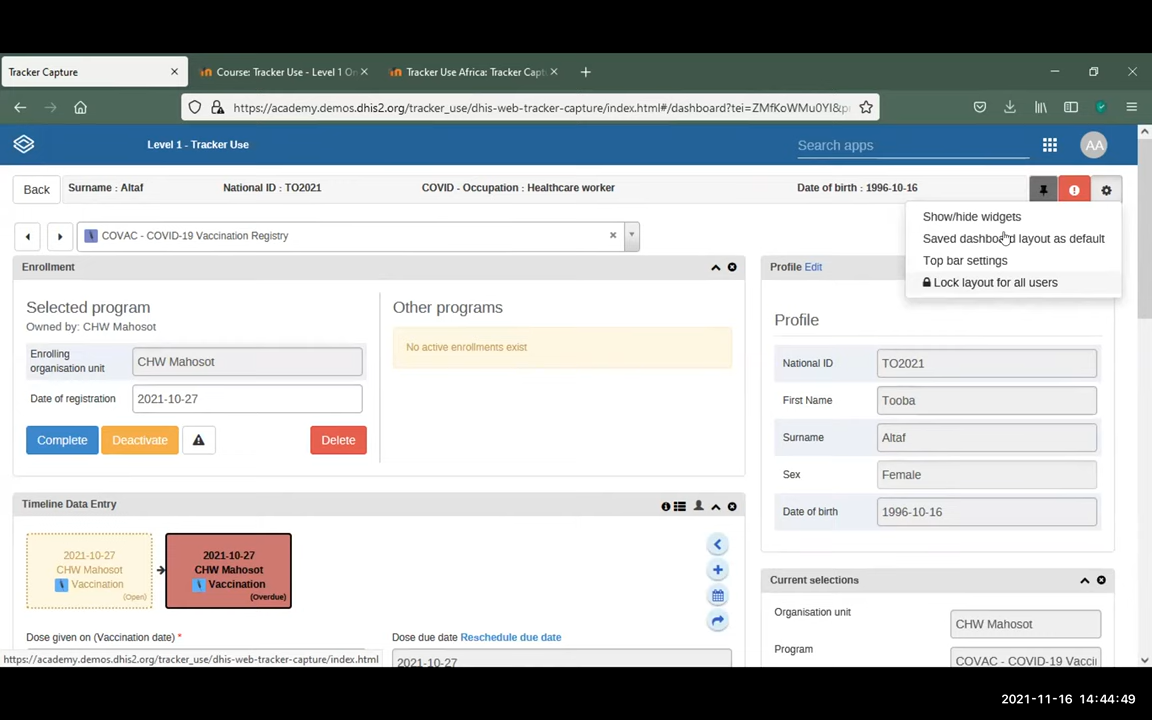 Tracker Capture
Course: Tracker Use - Level 1 On
Tracker Use Africa: Tracker Capt
https://academy.demos.dhis2.org/tracker_use/dhis-web-tracker-capture/index.html#/dashboard?tei=ZMfKoWMu0YI&p
Level 1 - Tracker Use
Search apps
AA
Back
Surname : Altaf
National ID : TO2021
COVID - Occupation : Healthcare worker
Date of birth : 1996-10-16
Show/hide widgets
Saved dashboard layout as default
Top bar settings
Lock layout for all users
COVAC - COVID-19 Vaccination Registry
Enrollment
Profile Edit
Selected program
Owned by: CHW Mahosot
Other programs
No active enrollments exist
Enrolling organisation unit
CHW Mahosot
Date of registration
2021-10-27
Complete
Deactivate
Delete
Profile
National ID
TO2021
First Name
Tooba
Surname
Altaf
Sex
Female
Date of birth
1996-10-16
Timeline Data Entry
2021-10-27
CHW Mahosot
Vaccination
(Open)
2021-10-27
CHW Mahosot
Vaccination
(Overdue)
Dose given on (Vaccination date) *
Dose due date Reschedule due date
2021-10-27
Current selections
Organisation unit
CHW Mahosot
Program
COVAC - COVID-19 Vacci
https://academy.demos.dhis2.org/tracker_use/dhis-web-tracker-capture/index.html
2021-11-16 14:44:49